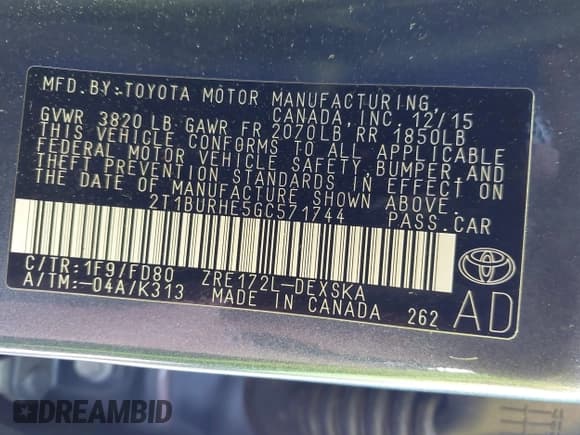 MFD. BY: TOYOTA MOTOR MANUFACTURING,
CANADA, INC. 12/15
GVWR 3820 LB GAWR FR 2070LB RR 1850LB
THIS VEHICLE CONFORMS TO ALL APPLICABLE
FEDERAL MOTOR VEHICLE SAFETY, BUMPER, AND
THEFT PREVENTION STANDARDS IN EFFECT ON
THE DATE OF MANUFACTURE SHOWN ABOVE.
2T1BURHE5GC571744 PASS. CAR
C/TR: 1F9/FD80 ZRE172L-DEXSKA
A/TM: -04A/K313 MADE IN CANADA 262
AD
DREAMBID